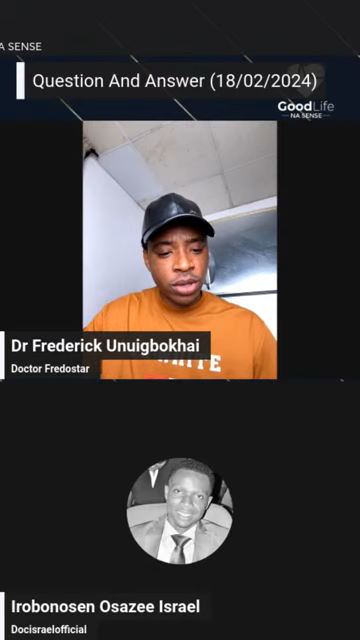 A SENSE
Question And Answer (18/02/2024)
GoodLife
NA SENSE
Dr Frederick Unuigbokhai
Doctor Fredostar
Irobonosen Osazee Israel
Docisraelofficial